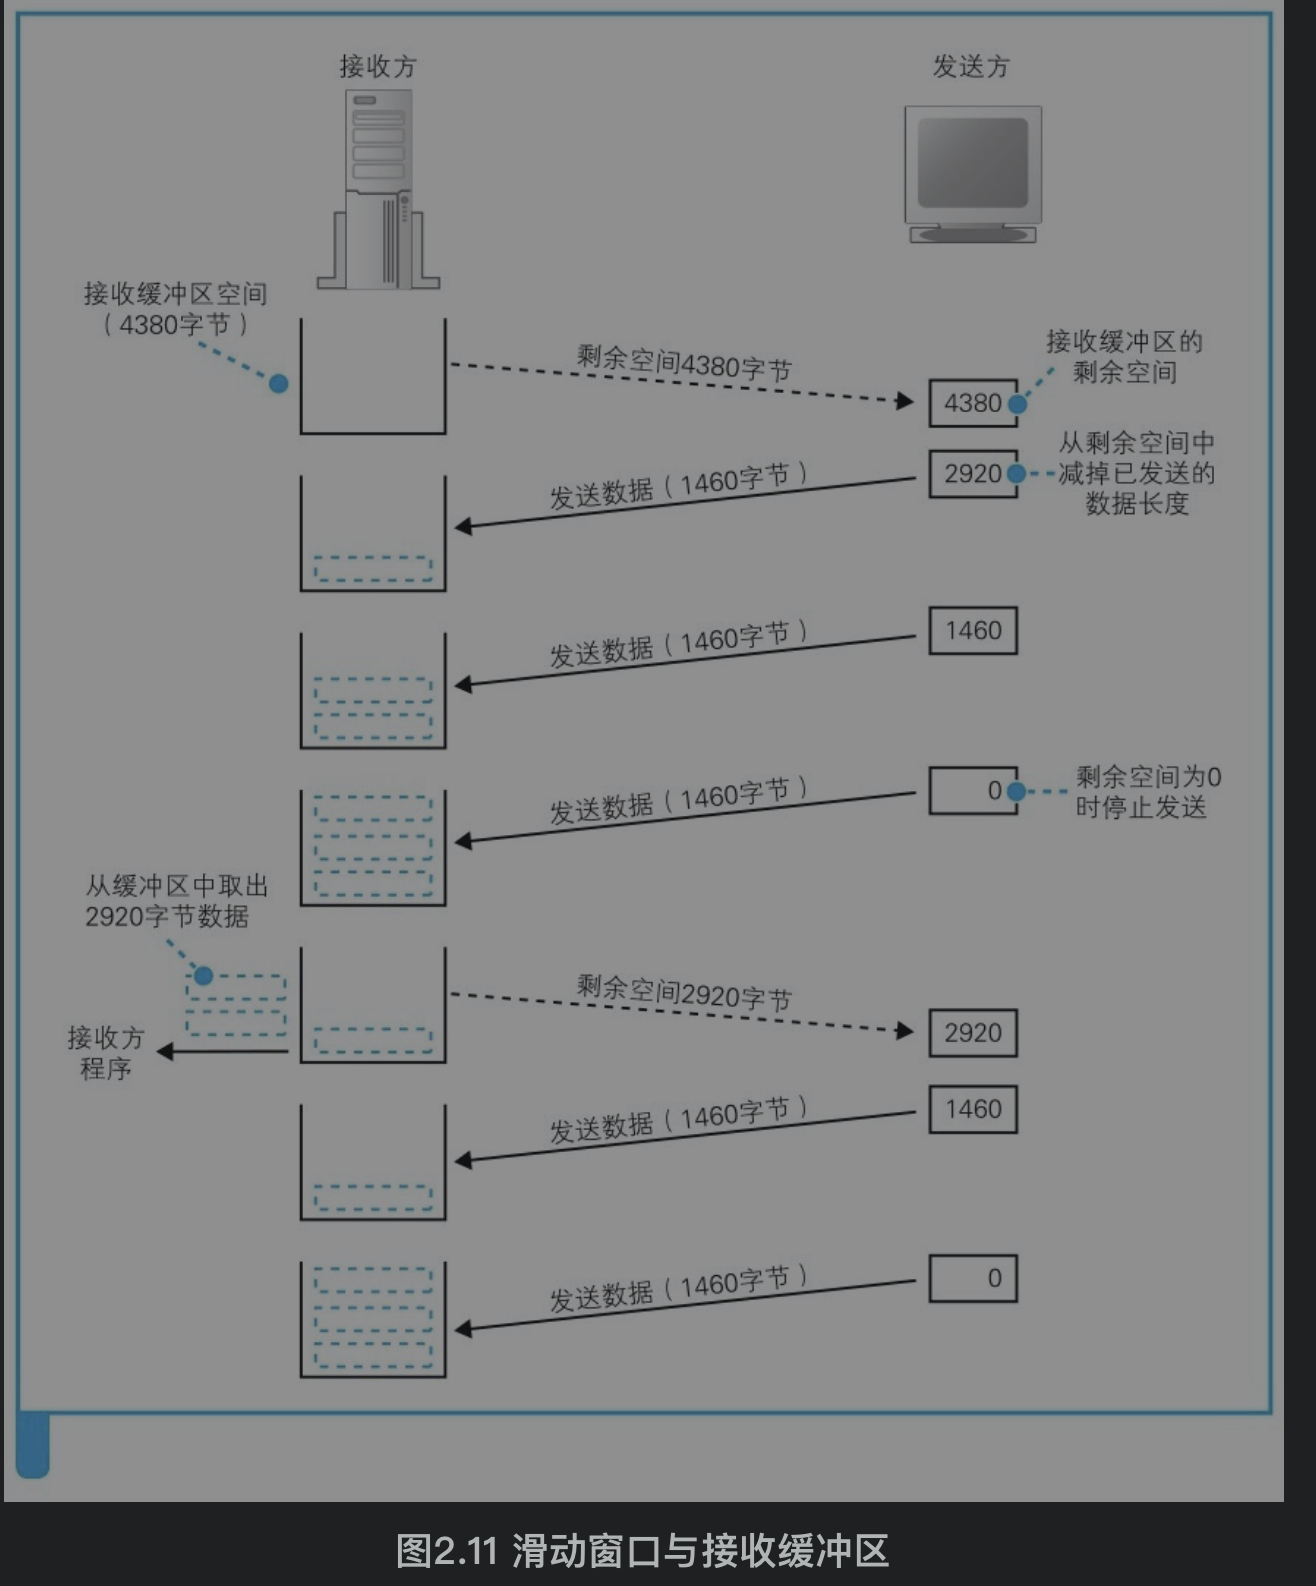 接收方
发送方
接收缓冲区空间
（4380字节）
剩余空间4380字节
接收缓冲区的
剩余空间
4380
从剩余空间中
减掉已发送的
数据长度
2920
发送数据（1460字节）
1460
发送数据（1460字节）
0
剩余空间为0
时停止发送
发送数据（1460字节）
从缓冲区中取出
2920字节数据
剩余空间2920字节
2920
接收方
程序
1460
发送数据（1460字节）
0
发送数据（1460字节）
图2.11 滑动窗口与接收缓冲区